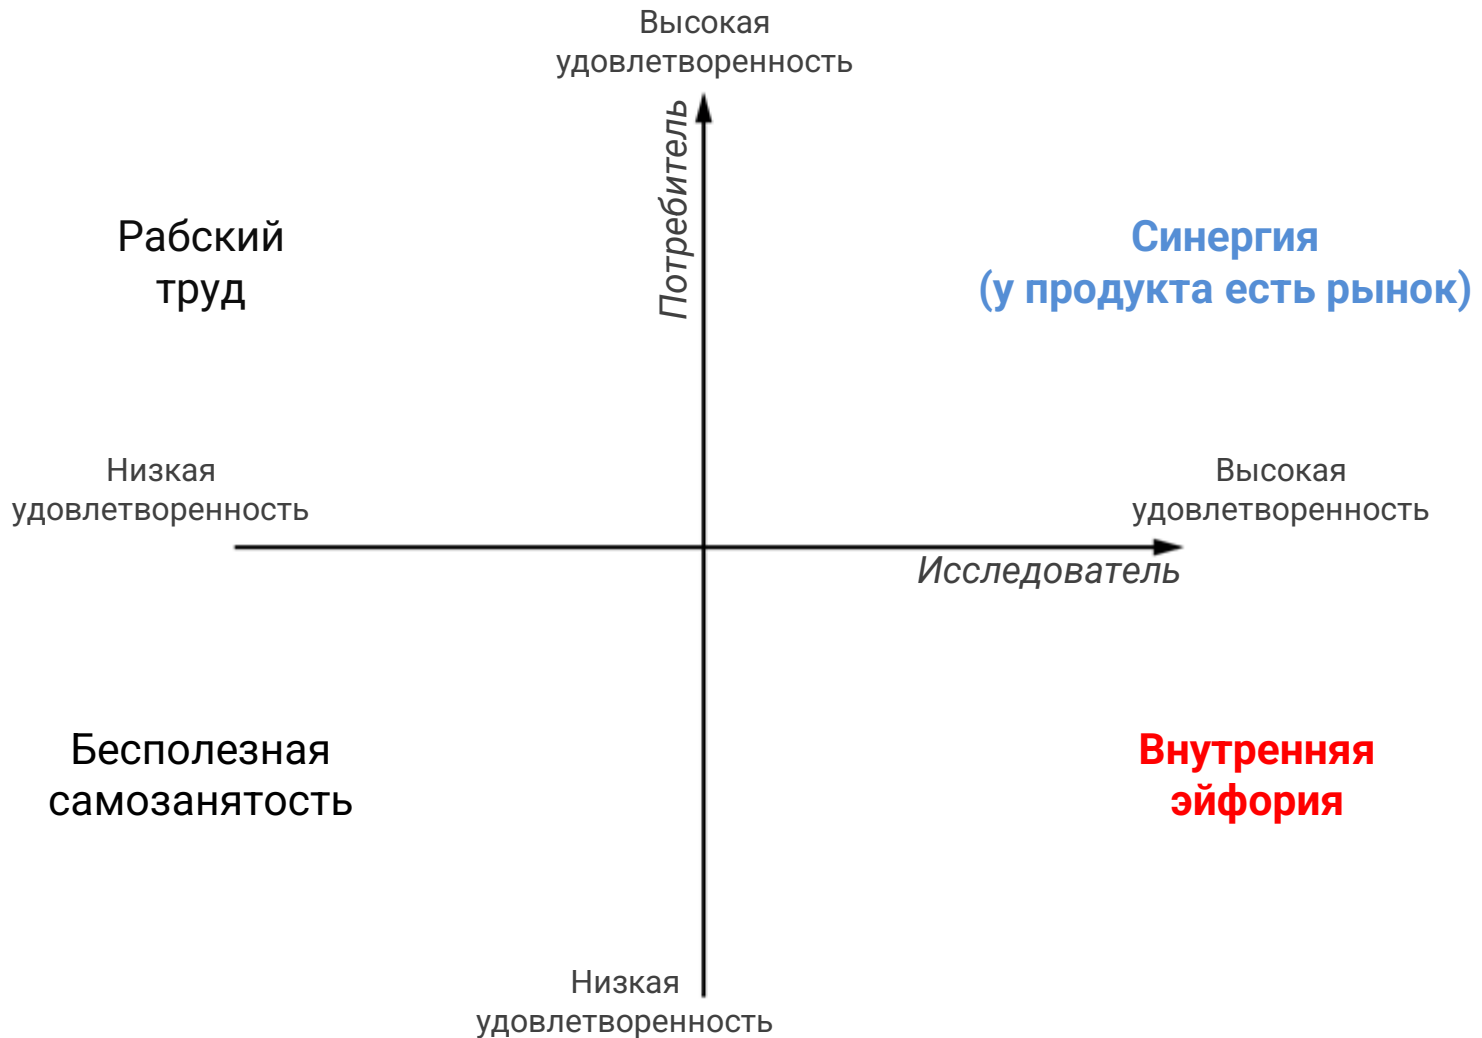 Высокая
удовлетворенность
Потребитель
Рабский
труд
Синергия
(у продукта есть рынок)
Низкая
удовлетворенность
Высокая
удовлетворенность
Исследователь
Бесполезная
самозанятость
Внутренняя
эйфория
Низкая
удовлетворенность